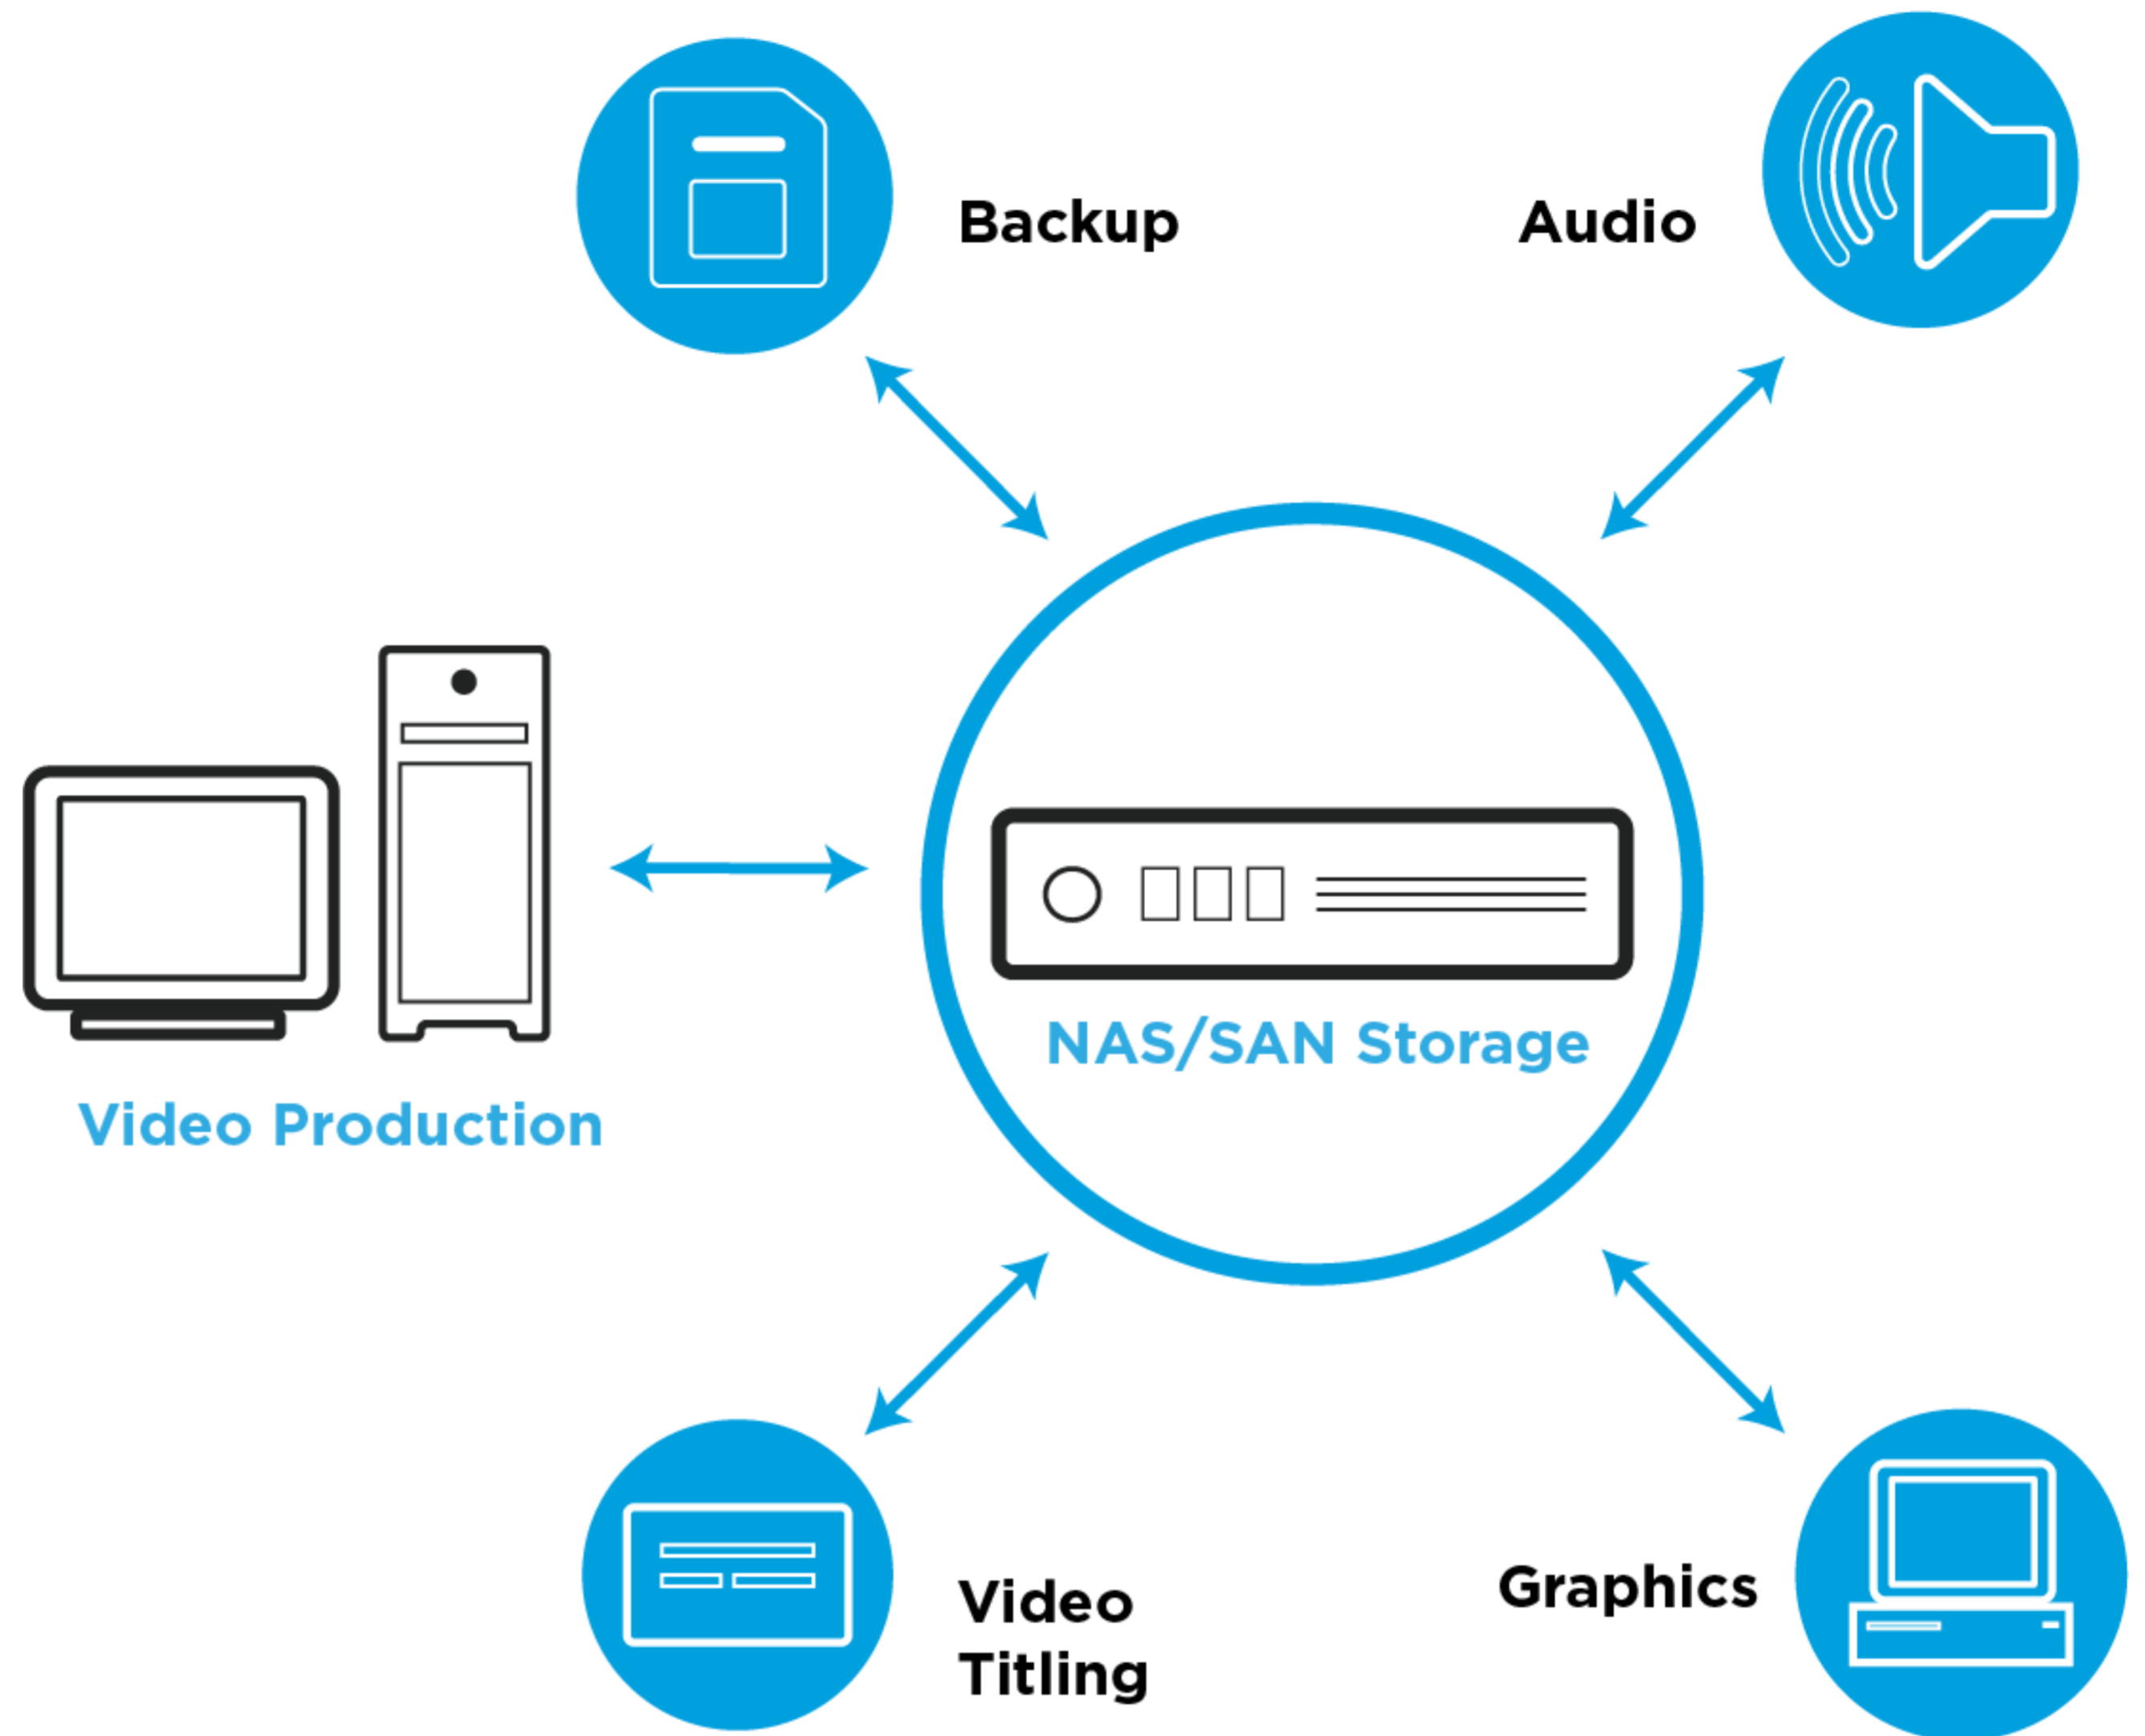 Backup
Audio
NAS/SAN Storage
Video Production
Video
Titling
Graphics